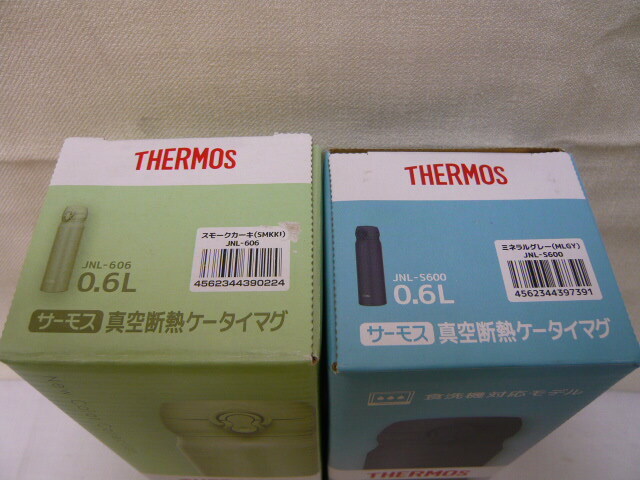 THERMOS
スモークカーキ(SMKKI)
JNL-606
4562344390224
JNL-606
0.6L
サーモス 真空断熱ケータイマグ
THERMOS
ミネラルグレー(MLGY)
JNL-S600
4562344397391
JNL-S600
0.6L
サーモス 真空断熱ケータイマグ
食洗機対応モデル
THERMOS